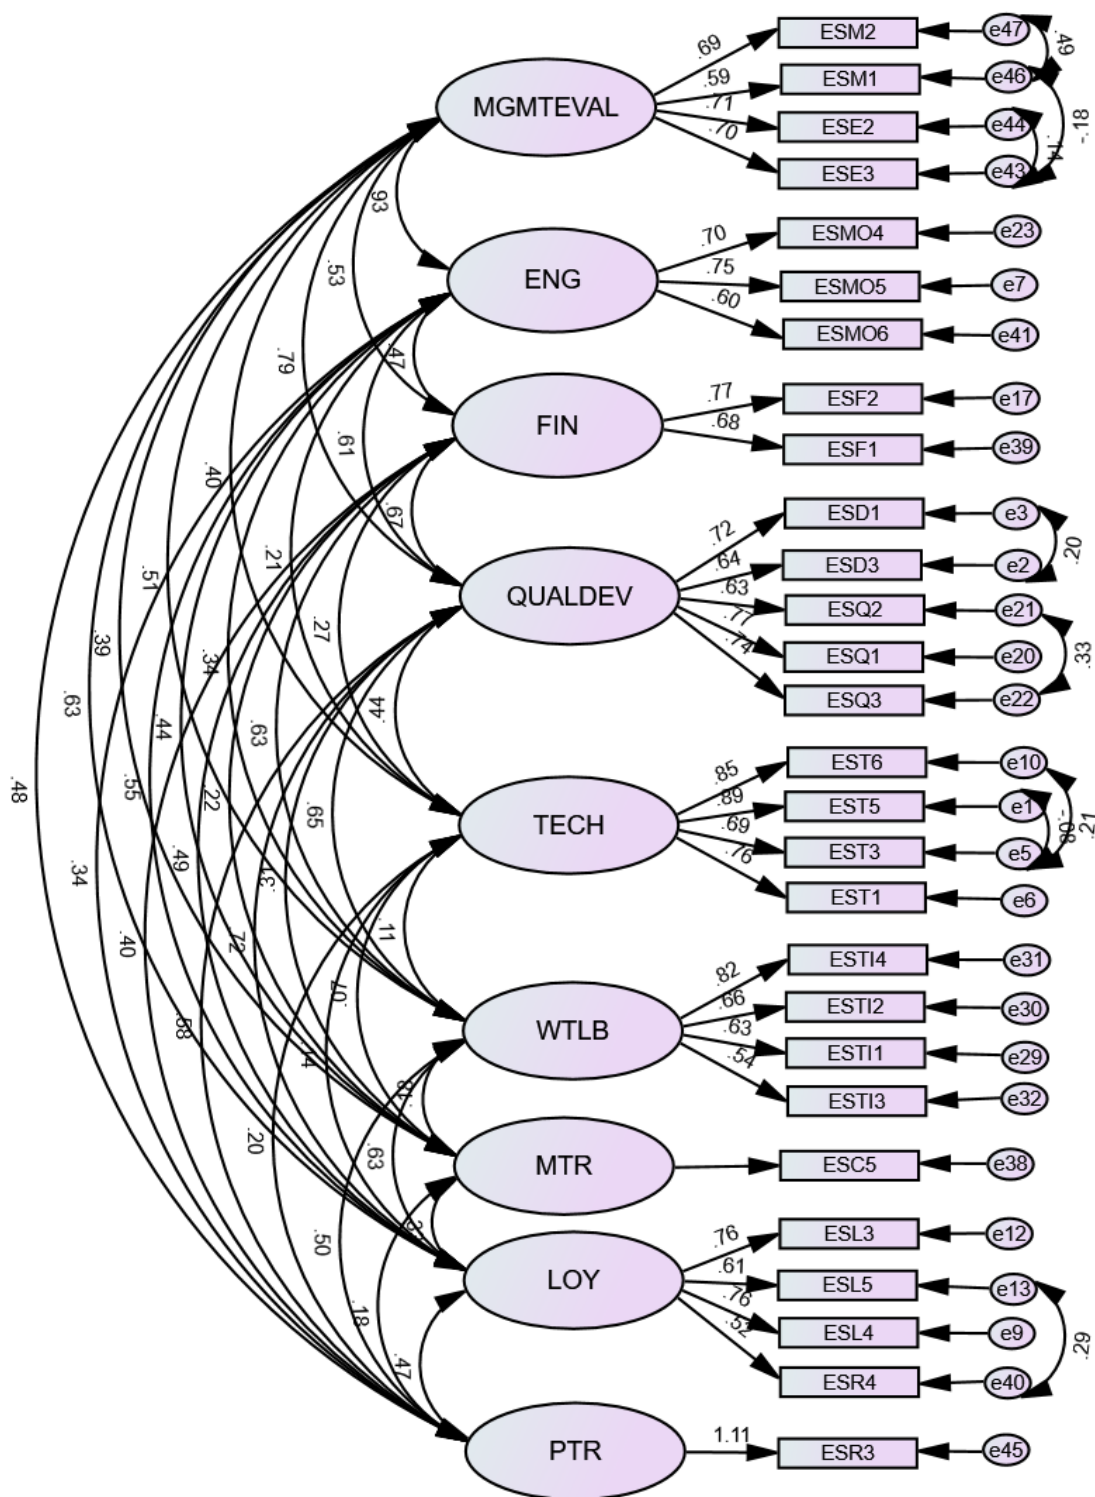 MGMTEVAL
.69
ESM2
e47
.49
.59
ESM1
e46
.71
ESE2
e44
-.18
.70
ESE3
e43
.14
.93
ENG
.70
ESMO4
e23
.75
ESMO5
e7
.60
ESMO6
e41
.53
.79
.47
FIN
.77
ESF2
e17
.68
ESF1
e39
.61
.40
.67
QUALDEV
.72
ESD1
e3
.20
.64
ESD3
e2
.63
ESQ2
e21
.77
ESQ1
e20
.33
.74
ESQ3
e22
.21
.51
.27
.39
.34
.63
.44
.63
.44
TECH
.85
EST6
e10
.89
EST5
e1
-.08
.21
.69
EST3
e5
.76
EST1
e6
.48
.55
.22
.65
.34
.49
.40
.72
.11
WTLB
.82
ESTI4
e31
.66
ESTI2
e30
.63
ESTI1
e29
.54
ESTI3
e32
.07
.58
.20
.18
.63
MTR
ESC5
e38
.50
LOY
.76
ESL3
e12
.61
ESL5
e13
.76
ESL4
e9
.52
ESR4
e40
.29
.18
.47
PTR
1.11
ESR3
e45